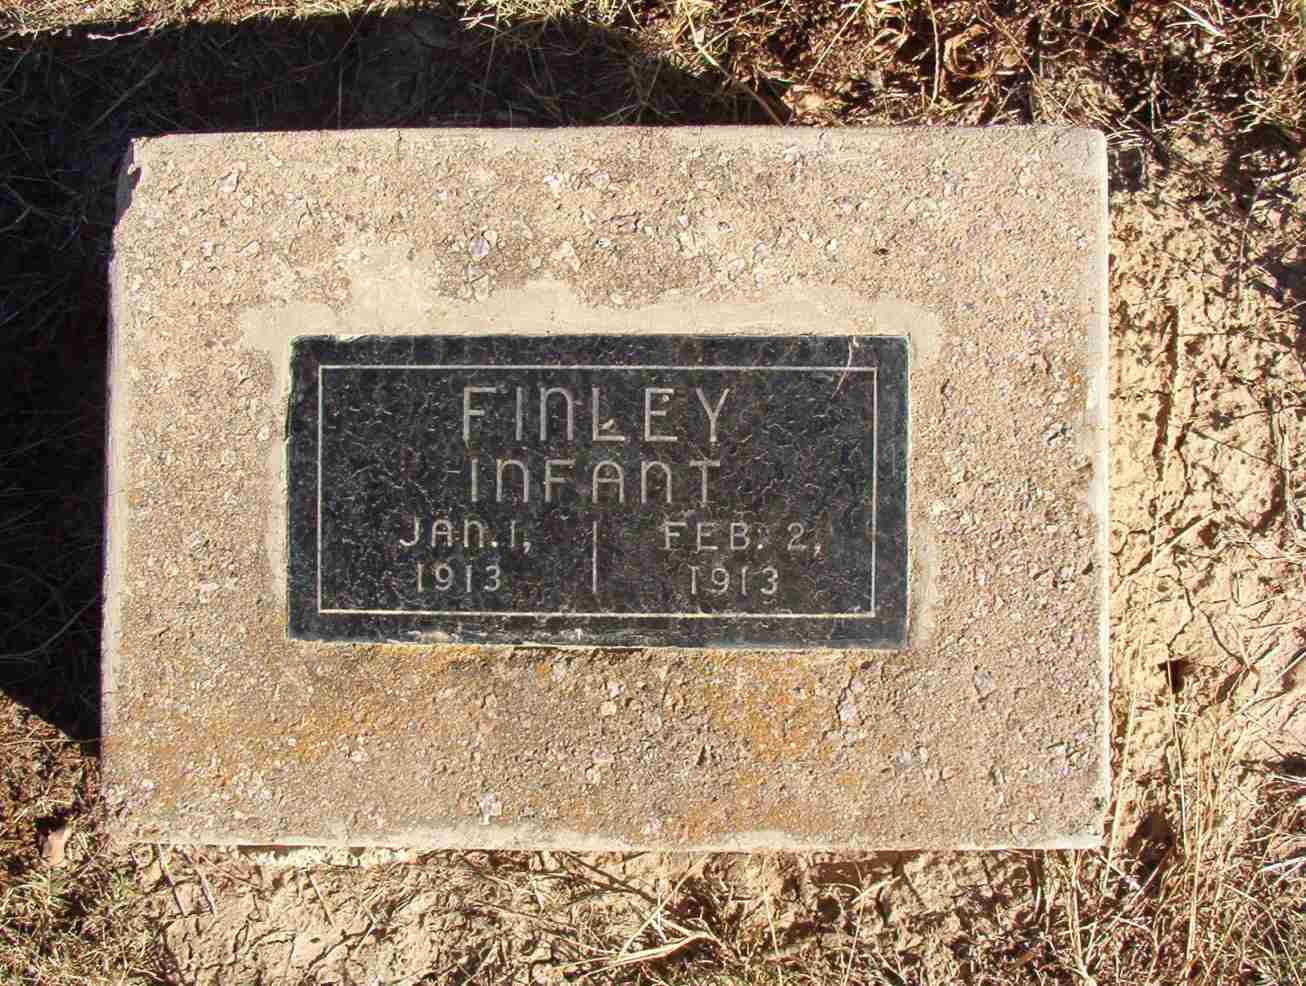 FINLEY
INFANT
JAN. 1, | FEB. 2,
1913 | 1913